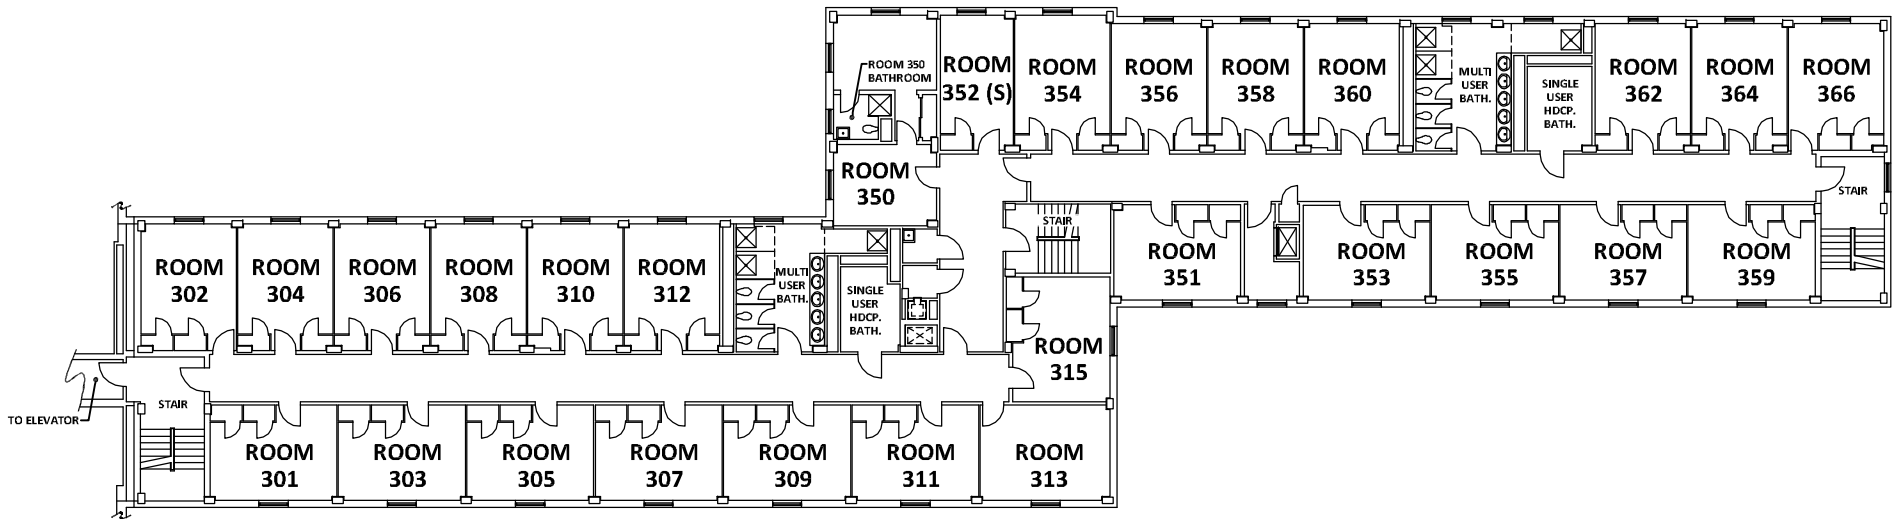 ROOM 350
BATHROOM
ROOM
352 (S)
ROOM
354
ROOM
356
ROOM
358
ROOM
360
MULTI
USER
BATH.
SINGLE
USER
HDCP.
BATH.
ROOM
362
ROOM
364
ROOM
366
ROOM
350
STAIR
STAIR
ROOM
351
ROOM
353
ROOM
355
ROOM
357
ROOM
359
ROOM
302
ROOM
304
ROOM
306
ROOM
308
ROOM
310
ROOM
312
MULTI
USER
BATH.
SINGLE
USER
HDCP.
BATH.
ROOM
315
TO ELEVATOR
STAIR
ROOM
301
ROOM
303
ROOM
305
ROOM
307
ROOM
309
ROOM
311
ROOM
313